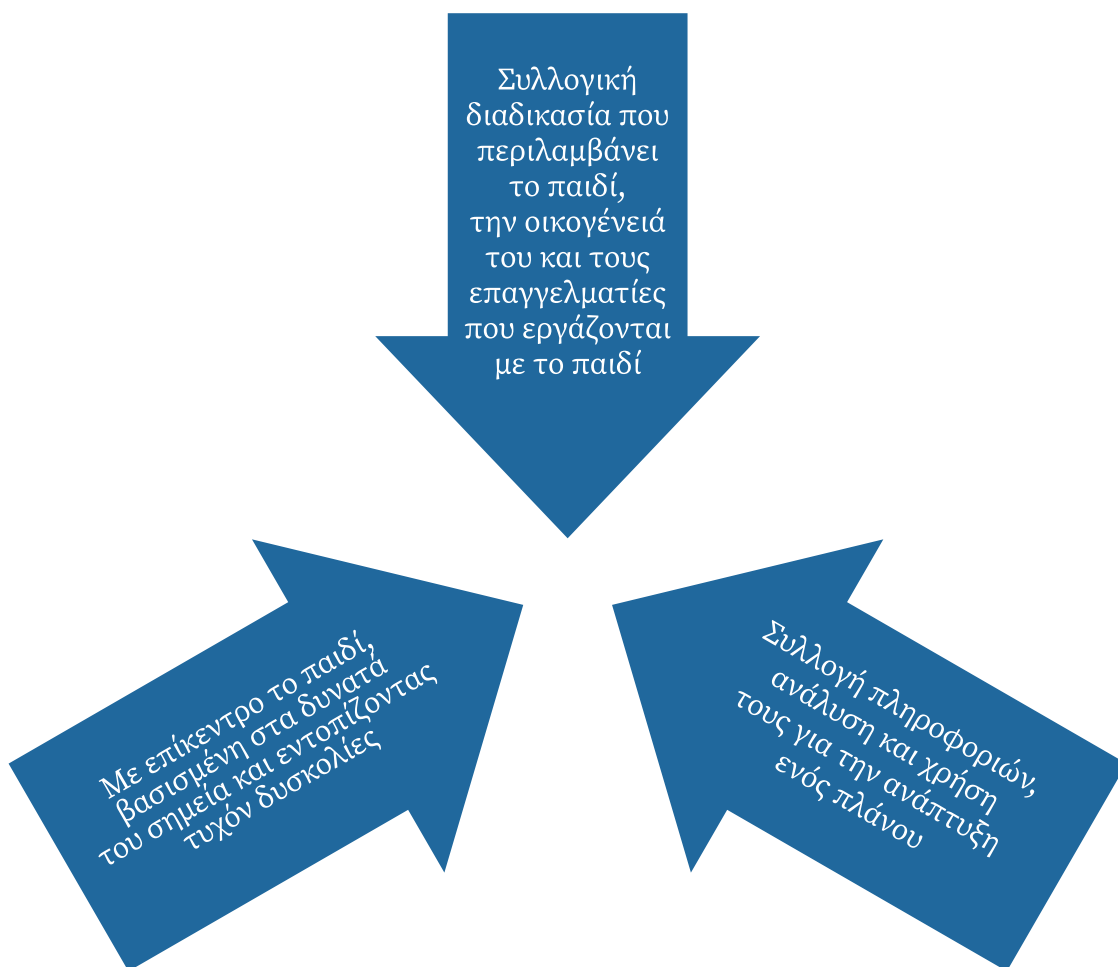 Συλλογική
διαδικασία που
περιλαμβάνει
το παιδί,
την οικογένειά
του και τους
επαγγελματίες
που εργάζονται
με το παιδί
Με επίκεντρο το παιδί,
βασισμένη στα δυνατά
του σημεία και εντοπίζοντας
τυχόν δυσκολίες
Συλλογή πληροφοριών,
ανάλυση και χρήση
τους για την ανάπτυξη
ενός πλάνου